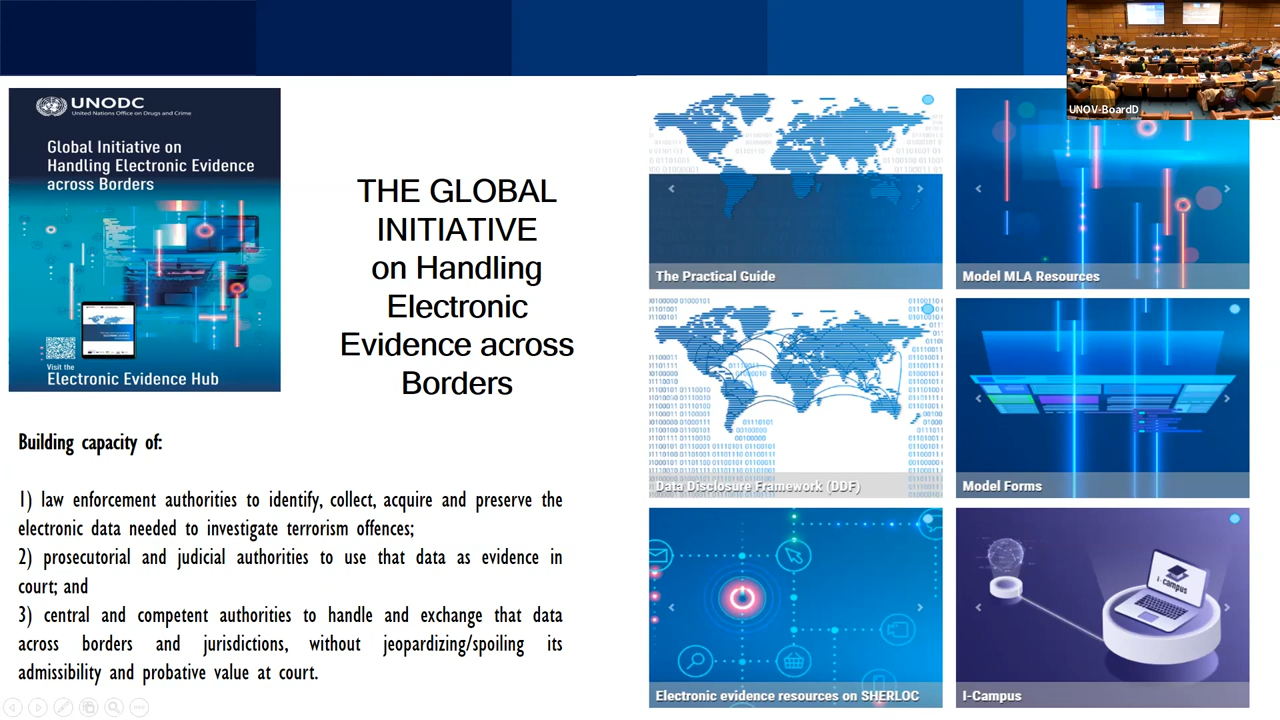 UNODC
United Nations Office on Drugs and Crime
Global Initiative on
Handling Electronic Evidence
across Borders
Visit the
Electronic Evidence Hub
THE GLOBAL
INITIATIVE
on Handling
Electronic
Evidence across
Borders
Building capacity of:
1) law enforcement authorities to identify, collect, acquire and preserve the
electronic data needed to investigate terrorism offences;
2) prosecutorial and judicial authorities to use that data as evidence in
court; and
3) central and competent authorities to handle and exchange that data
across borders and jurisdictions, without jeopardizing/spoiling its
admissibility and probative value at court.
The Practical Guide
Model MLA Resources
Data Disclosure Framework (DDF)
Model Forms
Electronic evidence resources on SHERLOC
i-campus
I-Campus
UNOV-BoardD